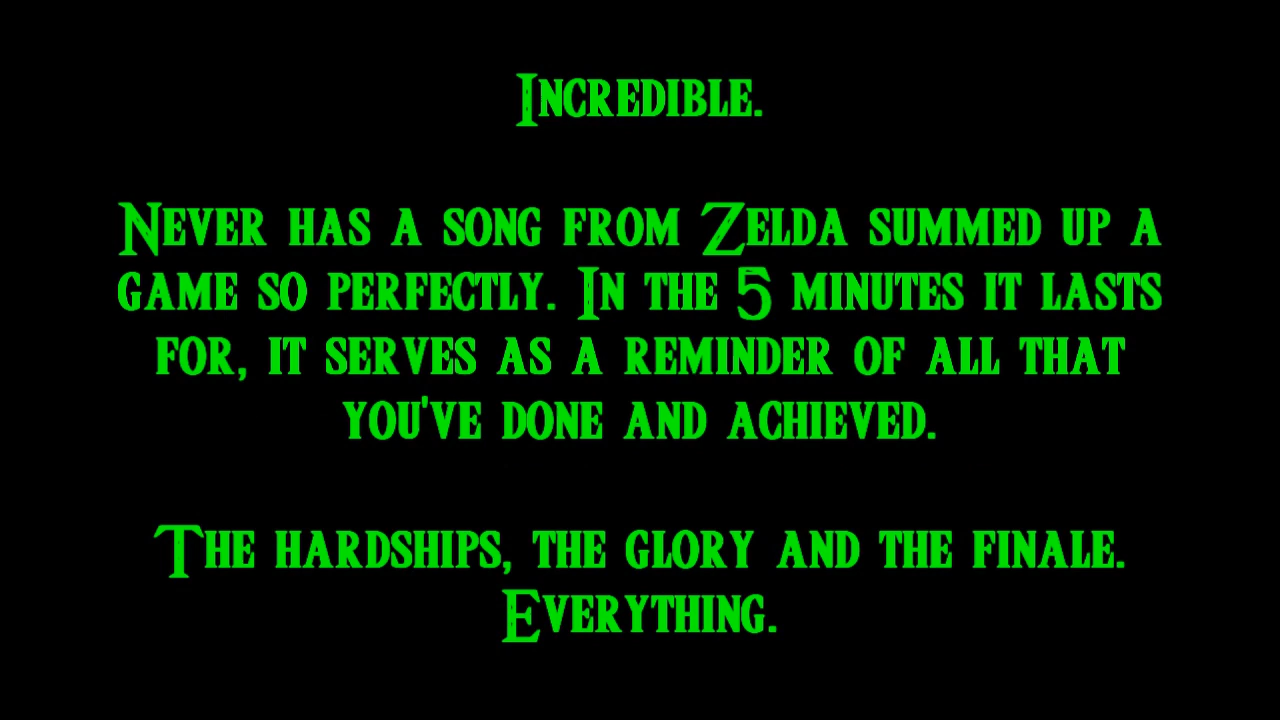 Incredible.
Never has a song from Zelda summed up a
game so perfectly. In the 5 minutes it lasts
for, it serves as a reminder of all that
you've done and achieved.
The hardships, the glory and the finale.
Everything.